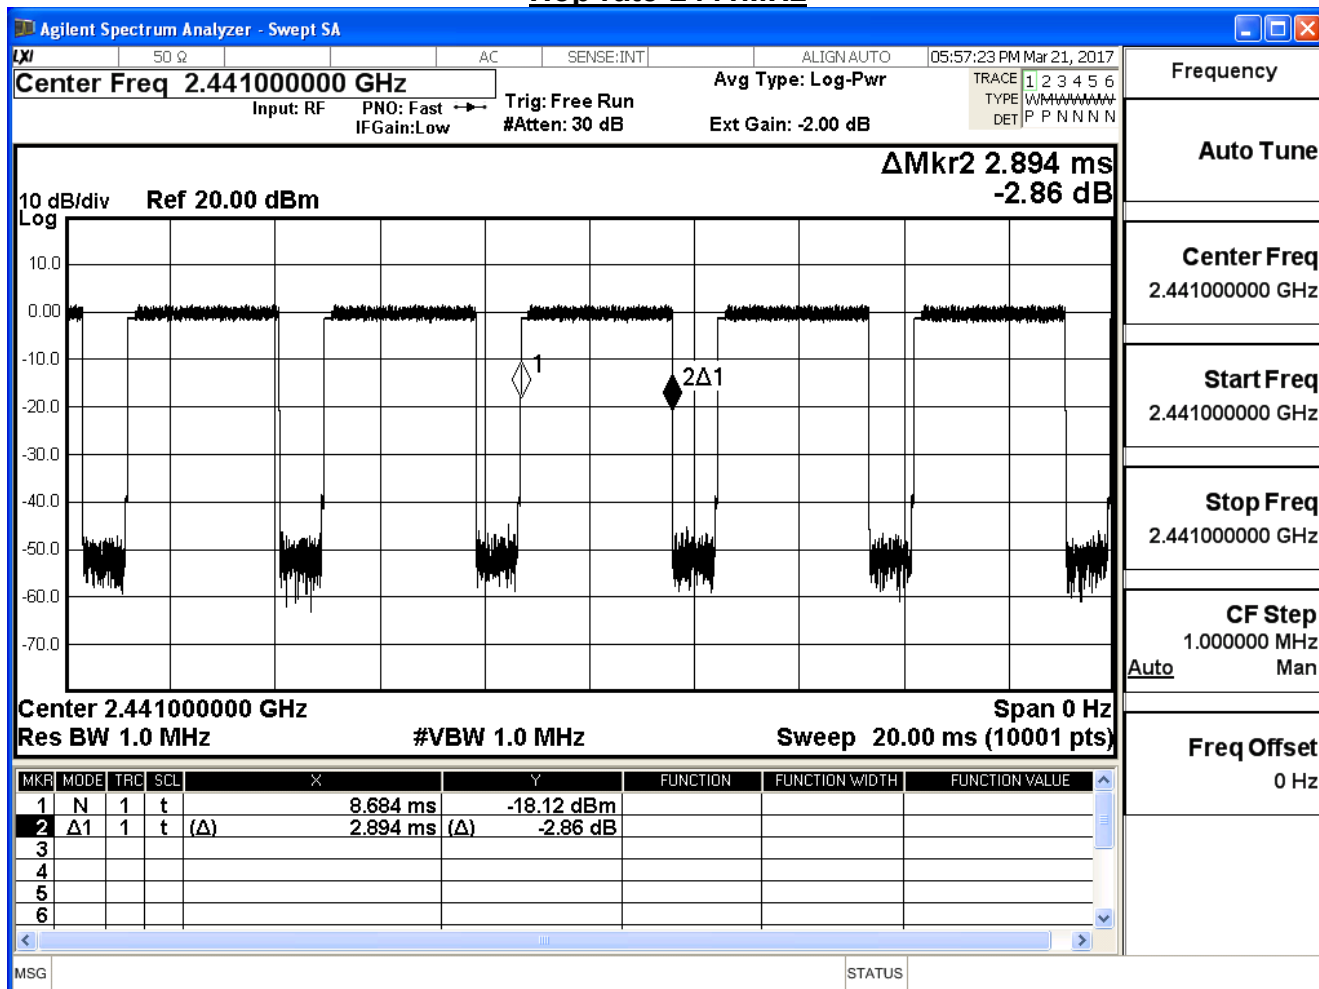 Agilent Spectrum Analyzer - Swept SA
LXI 50 Ω AC SENSE:INT ALIGN AUTO 05:57:23 PM Mar 21, 2017
Center Freq 2.441000000 GHz
Input: RF PNO: Fast Trig: Free Run Avg Type: Log-Pwr TRACE 1 2 3 4 5 6
TYPE WMWWWWW
IFGain:Low #Atten: 30 dB Ext Gain: -2.00 dB DET P P N N N N
ΔMkr2 2.894 ms
-2.86 dB
10 dB/div Ref 20.00 dBm
Log
10.0
0.00
-10.0
-20.0
-30.0
-40.0
-50.0
-60.0
-70.0
1
2Δ1
Center 2.441000000 GHz Span 0 Hz
Res BW 1.0 MHz #VBW 1.0 MHz Sweep 20.00 ms (10001 pts)
MKR MODE TRC SCL X Y FUNCTION FUNCTION WIDTH FUNCTION VALUE
1 N 1 t 8.684 ms -18.12 dBm
2 Δ1 1 t (Δ) 2.894 ms (Δ) -2.86 dB
3
4
5
6
MSG STATUS
Frequency
Auto Tune
Center Freq
2.441000000 GHz
Start Freq
2.441000000 GHz
Stop Freq
2.441000000 GHz
CF Step
1.000000 MHz
Auto Man
Freq Offset
0 Hz